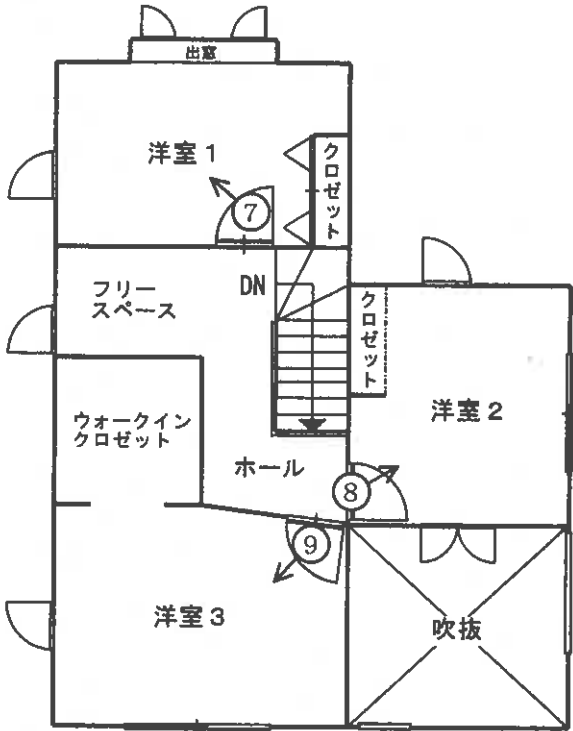 出窓
洋室1
クロゼット
⑦
フリー
スペース
DN
クロゼット
洋室2
ウォークイン
クロゼット
ホール
⑧
⑨
洋室3
吹抜